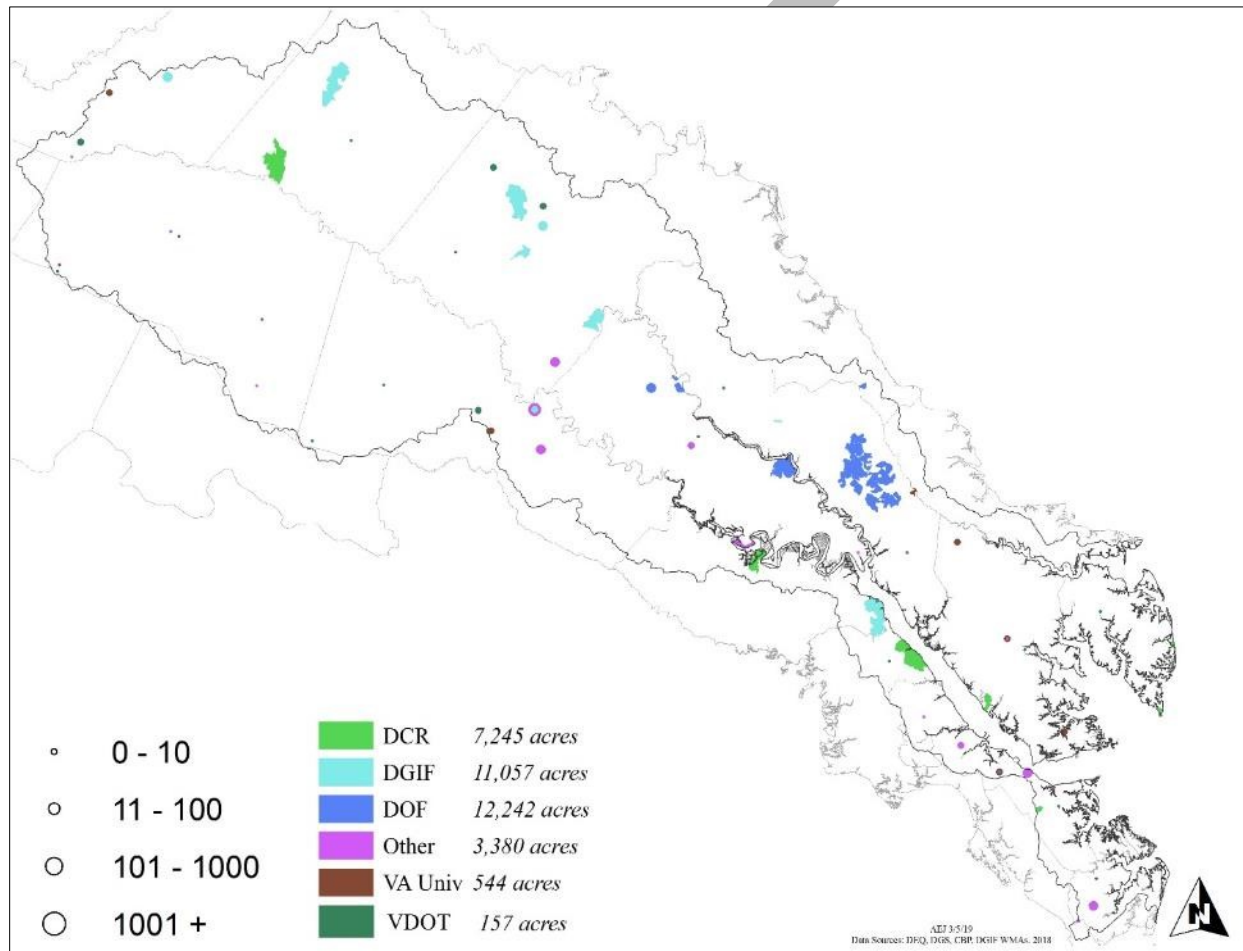 0 - 10
11 - 100
101 - 1000
1001 +
DCR 7,245 acres
DGIF 11,057 acres
DOF 12,242 acres
Other 3,380 acres
VA Univ 544 acres
VDOT 157 acres
N
AEJ 3/5/19
Data Sources: DEQ, DGS, CBP, DGIF WMAs. 2018